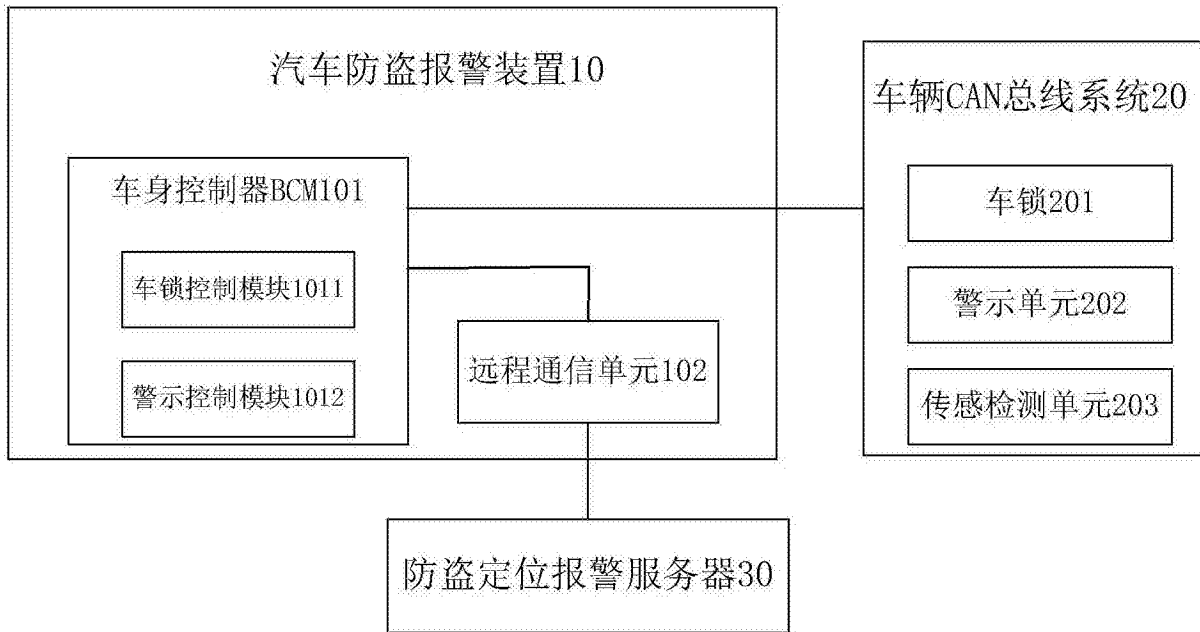 汽车防盗报警装置10
车身控制器BCM101
车锁控制模块1011
警示控制模块1012
远程通信单元102
车辆CAN总线系统20
车锁201
警示单元202
传感检测单元203
防盗定位报警服务器30